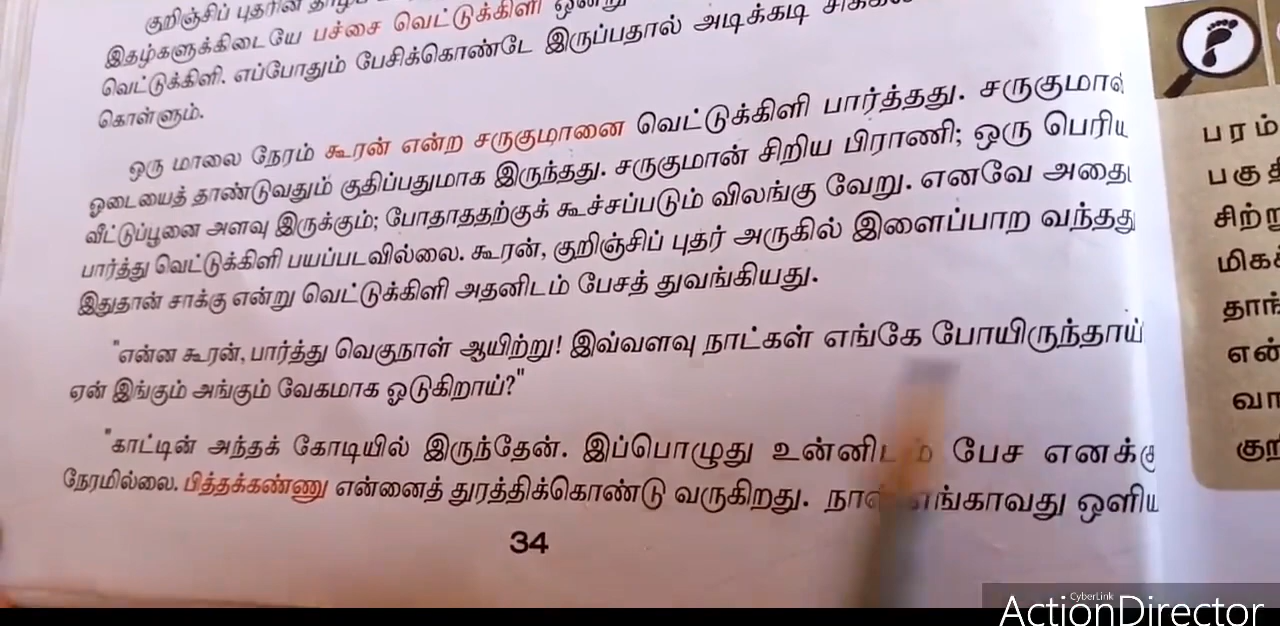 குறிஞ்சிப் புதரின்
இதழ்களுக்கிடையே பச்சை வெட்டுக்கிளி ஒன்று
வெட்டுக்கிளி. எப்போதும் பேசிக்கொண்டே இருப்பதால் அடிக்கடி
கொள்ளும்.
ஒரு மாலை நேரம் கூரன் என்ற சருகுமானை வெட்டுக்கிளி பார்த்தது. சருகுமான்
ஓடையைத் தாண்டுவதும் குதிப்பதுமாக இருந்தது. சருகுமான் சிறிய பிராணி; ஒரு பெரிய
வீட்டுப்பூனை அளவு இருக்கும்; போதாததற்குக் கூச்சப்படும் விலங்கு வேறு. எனவே அதை
பார்த்து வெட்டுக்கிளி பயப்படவில்லை. கூரன், குறிஞ்சிப் புதர் அருகில் இளைப்பாற வந்தது
இதுதான் சாக்கு என்று வெட்டுக்கிளி அதனிடம் பேசத் துவங்கியது.
"என்ன கூரன், பார்த்து வெகுநாள் ஆயிற்று! இவ்வளவு நாட்கள் எங்கே போயிருந்தாய்
ஏன் இங்கும் அங்கும் வேகமாக ஓடுகிறாய்?"
"காட்டின் அந்தக் கோடியில் இருந்தேன். இப்பொழுது உன்னிடம் பேச எனக்கு
நேரமில்லை. பித்தக்கண்ணு என்னைத் துரத்திக்கொண்டு வருகிறது. நான் எங்காவது ஒளிய
34
பரம்
பகுதி
சிற்று
மிகக்
தாங்
என்
வா
குற
CyberLink
ActionDirector